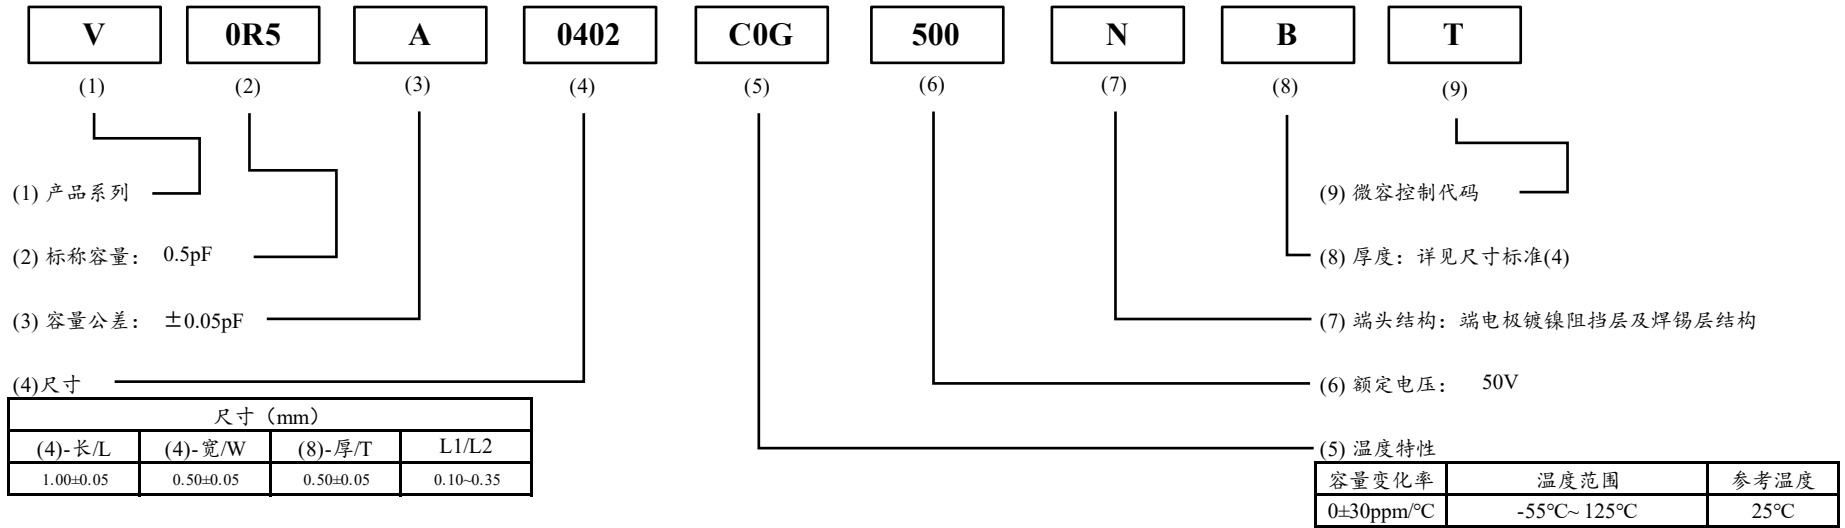 V 0R5 A 0402 C0G 500 N B T
(1) (2) (3) (4) (5) (6) (7) (8) (9)
(1) 产品系列
(2) 标称容量： 0.5pF
(3) 容量公差： ±0.05pF
(4)尺寸
尺寸（mm）
(4)-长/L (4)-宽/W (8)-厚/T L1/L2
1.00±0.05 0.50±0.05 0.50±0.05 0.10~0.35
(9) 微容控制代码
(8) 厚度：详见尺寸标准(4)
(7) 端头结构：端电极镀镍阻挡层及焊锡层结构
(6) 额定电压： 50V
(5) 温度特性
容量变化率 温度范围 参考温度
0±30ppm/°C -55°C~ 125°C 25°C